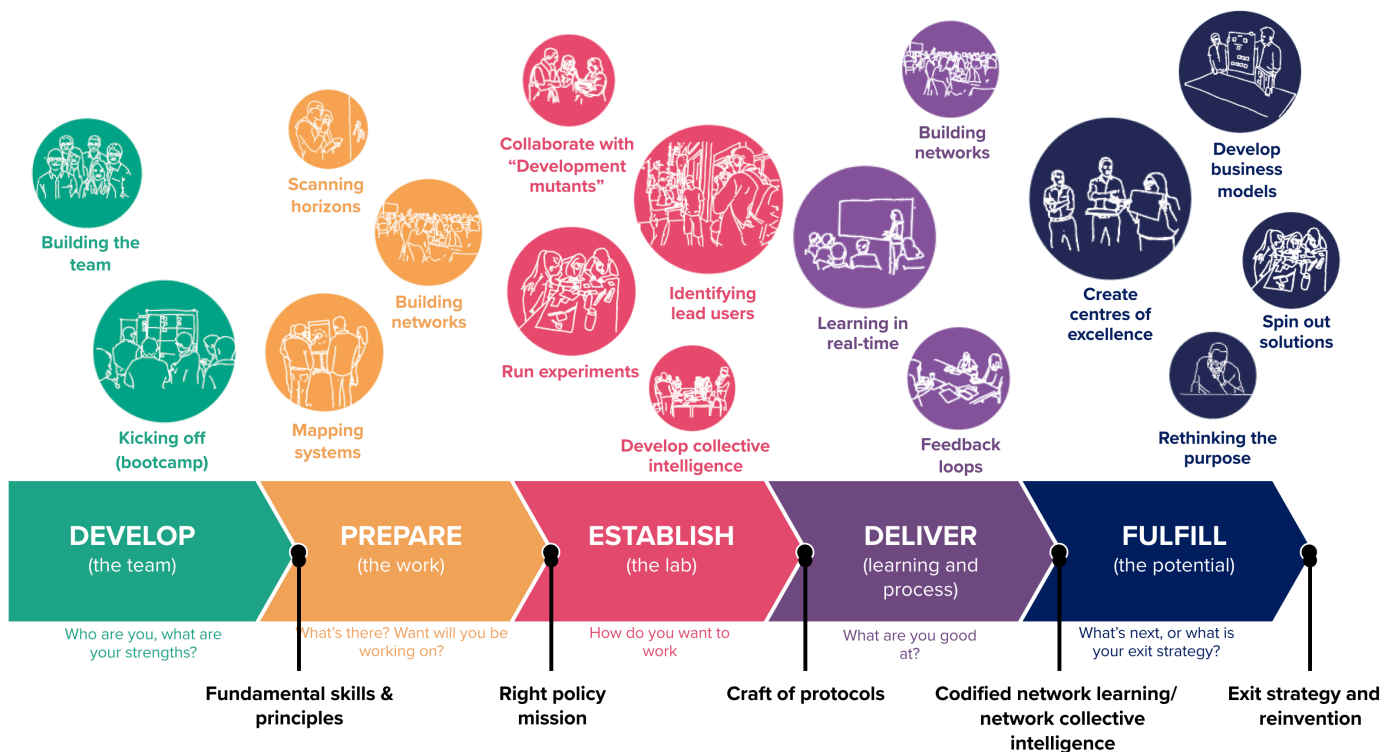 Building the
team
Kicking off
(bootcamp)
Scanning
horizons
Building
networks
Mapping
systems
Collaborate with
“Development
mutants”
Identifying
lead users
Run experiments
Develop collective
intelligence
Building
networks
Learning in
real-time
Feedback
loops
Develop
business
models
Create
centres of
excellence
Spin out
solutions
Rethinking the
purpose
DEVELOP
(the team)
PREPARE
(the work)
ESTABLISH
(the lab)
DELIVER
(learning and
process)
FULFILL
(the potential)
Who are you, what are
your strengths?
What’s there? Want will you be
working on?
How do you want to
work
What are you good
at?
What’s next, or what is
your exit strategy?
Fundamental skills &
principles
Right policy
mission
Craft of protocols
Codified network learning/
network collective
intelligence
Exit strategy and
reinvention